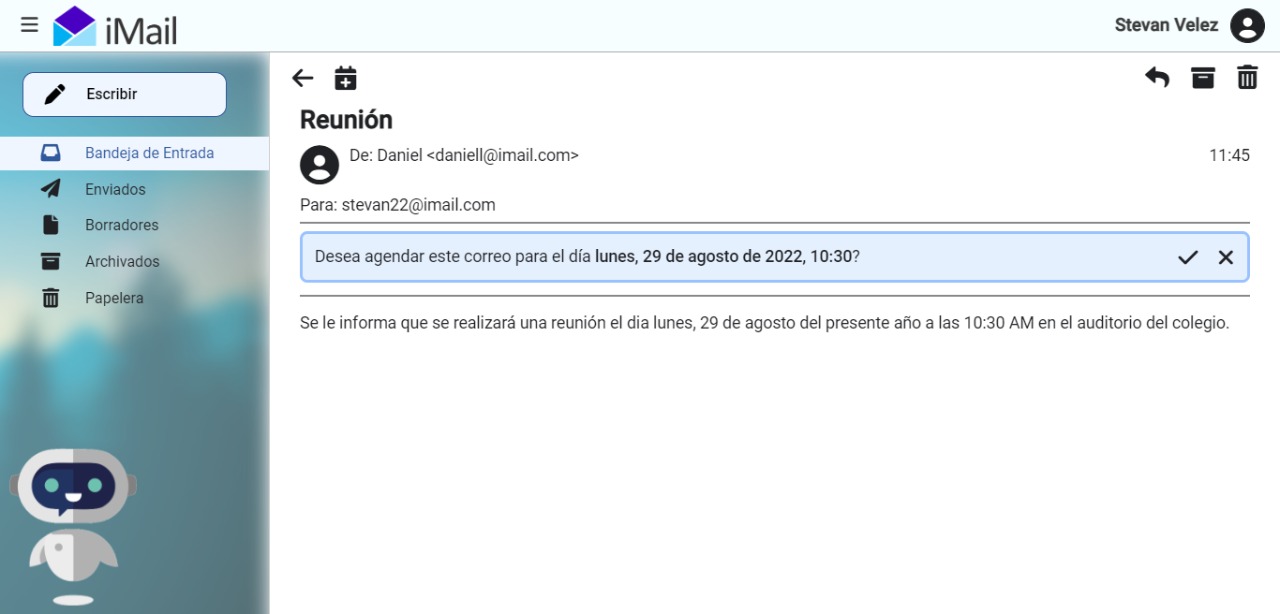 iMail
Stevan Velez
Escribir
Bandeja de Entrada
Enviados
Borradores
Archivados
Papelera
Reunión
De: Daniel <daniell@imail.com>
11:45
Para: stevan22@imail.com
Desea agendar este correo para el día lunes, 29 de agosto de 2022, 10:30?
Se le informa que se realizará una reunión el dia lunes, 29 de agosto del presente año a las 10:30 AM en el auditorio del colegio.